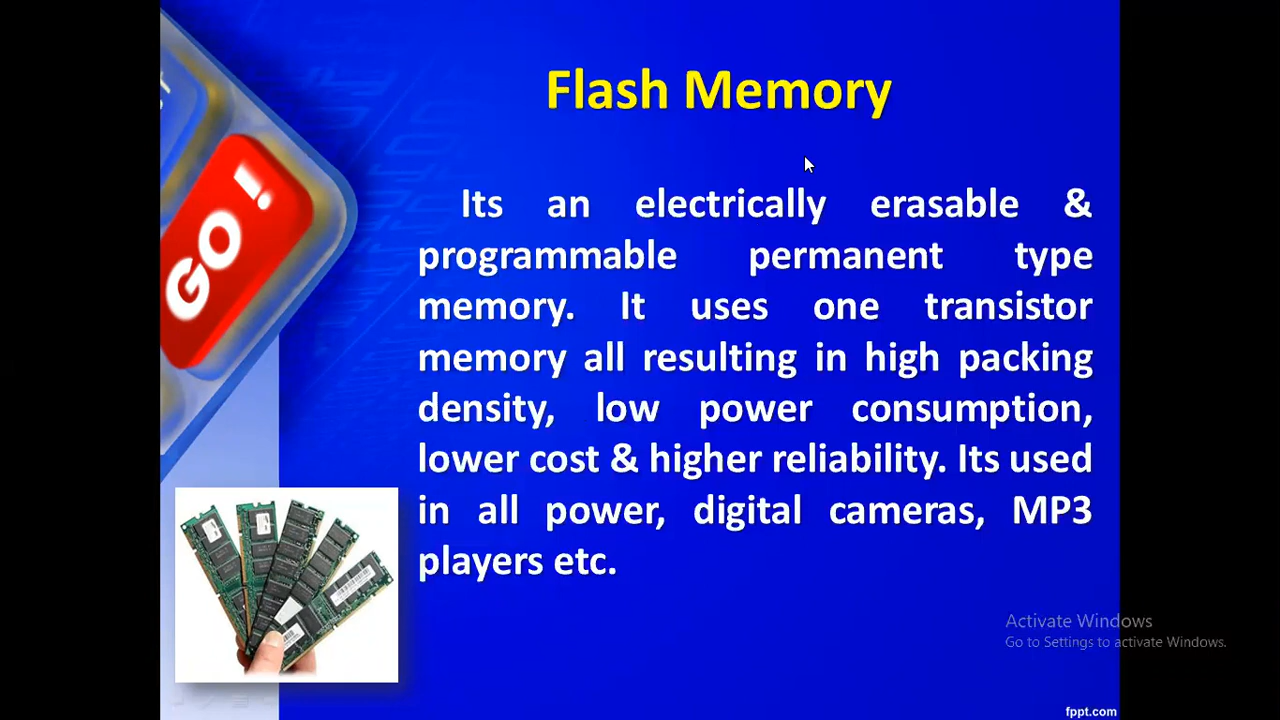 Flash Memory
GO !
Its an electrically erasable &
programmable permanent type
memory. It uses one transistor
memory all resulting in high packing
density, low power consumption,
lower cost & higher reliability. Its used
in all power, digital cameras, MP3
players etc.
Activate Windows
Go to Settings to activate Windows.
fppt.com